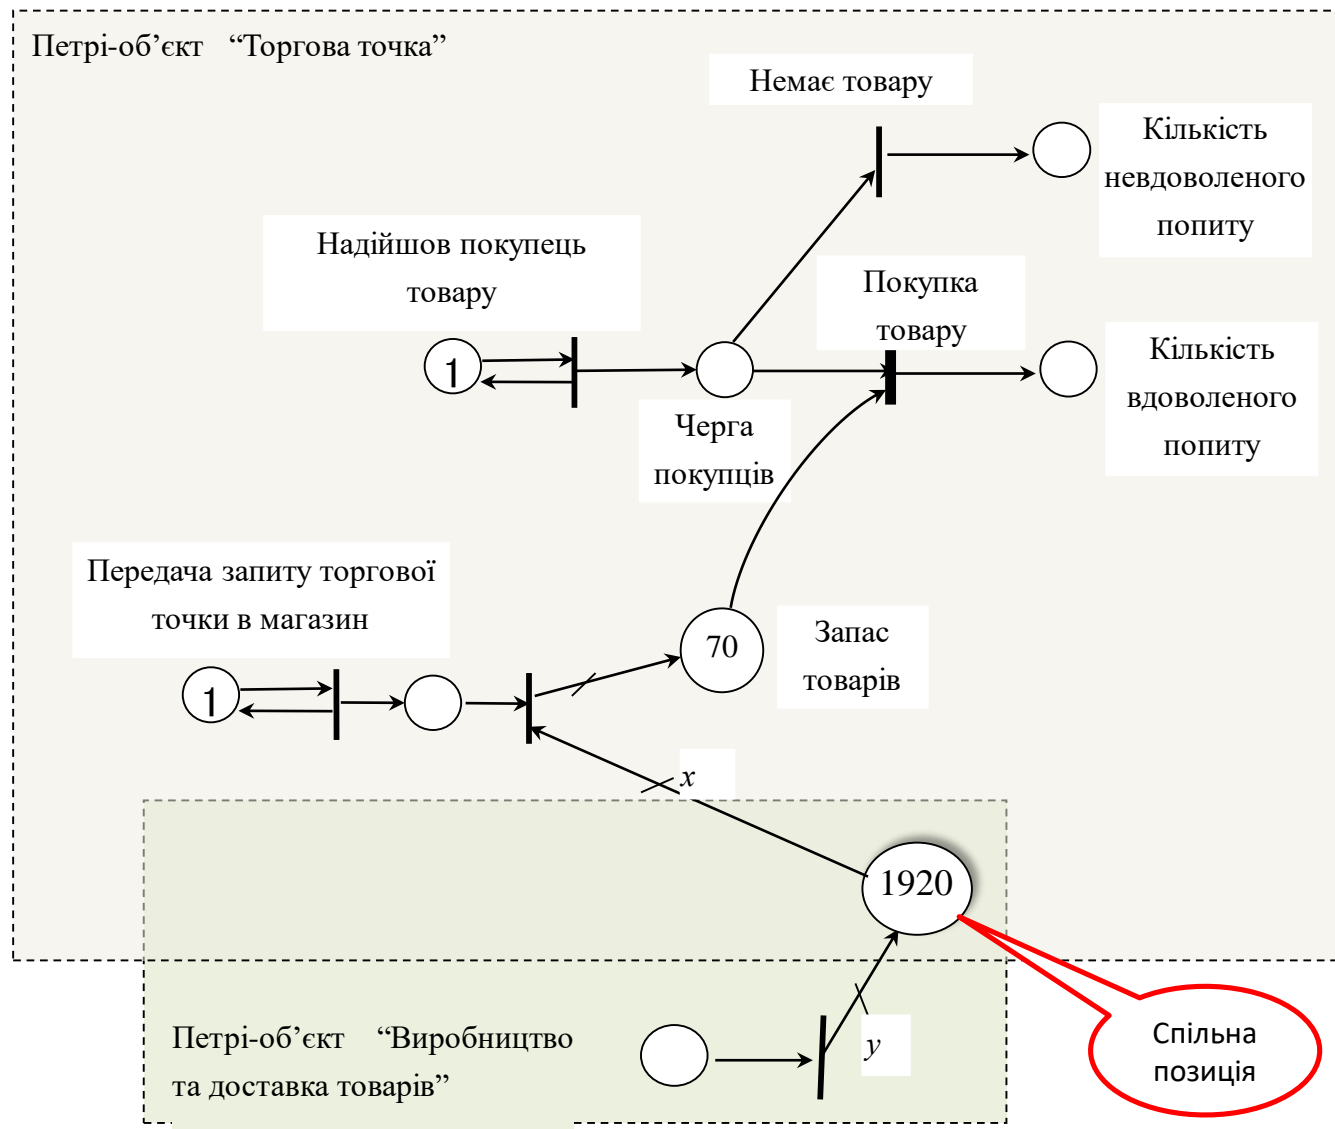 Петрі-об’єкт “Торгова точка”
Немає товару
Кількість
невдоволеного
попиту
Надійшов покупець
товару
Покупка
товару
Кількість
вдоволеного
попиту
1
Черга
покупців
Передача запиту торгової
точки в магазин
70
Запас
товарів
1
x
1920
Петрі-об’єкт “Виробництво
та доставка товарів”
y
Спільна
позиція